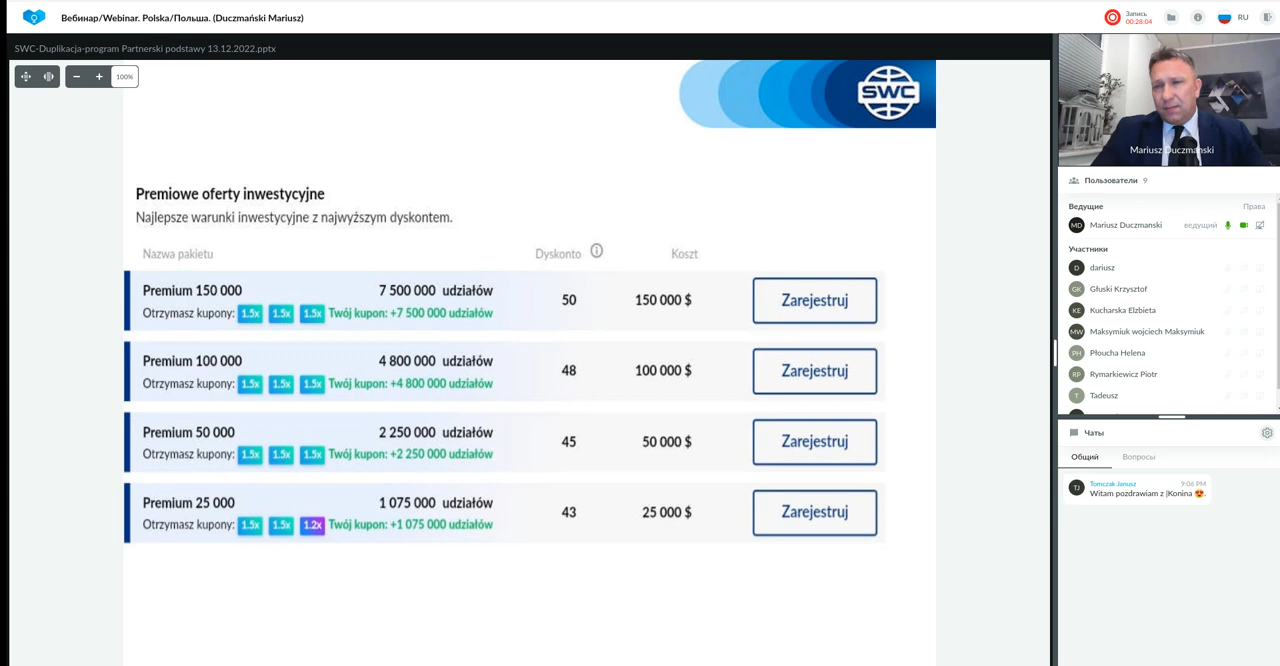 Вебинар/Webinar. Polska/Польша. (Duczmański Mariusz)
Запись
00:28:04
RU
SWC-Duplikacja-program Partnerski podstawy 13.12.2022.pptx
100%
SWC
Premiowe oferty inwestycyjne
Najlepsze warunki inwestycyjne z najwyższym dyskontem.
Nazwa pakietu Dyskonto Koszt
Premium 150 000 7 500 000 udziałów
Otrzymasz kupony: 1.5x 1.5x 1.5x Twój kupon: +7 500 000 udziałów
50 150 000 $ Zarejestruj
Premium 100 000 4 800 000 udziałów
Otrzymasz kupony: 1.5x 1.5x 1.5x Twój kupon: +4 800 000 udziałów
48 100 000 $ Zarejestruj
Premium 50 000 2 250 000 udziałów
Otrzymasz kupony: 1.5x 1.5x 1.5x Twój kupon: +2 250 000 udziałów
45 50 000 $ Zarejestruj
Premium 25 000 1 075 000 udziałów
Otrzymasz kupony: 1.5x 1.5x 1.2x Twój kupon: +1 075 000 udziałów
43 25 000 $ Zarejestruj
Mariusz Duczmanski
Пользователи 9
Ведущие Права
MD Mariusz Duczmanski ведущий
Участники
D dariusz
GK Głuski Krzysztof
KE Kucharska Elzbieta
MW Maksymiuk wojciech Maksymiuk
PH Płoucha Helena
RP Rymarkiewicz Piotr
T Tadeusz
Чаты
Общий Вопросы
TJ Tomczak Janusz 9:06 PM
Witam pozdrawiam z |Konina 😍.